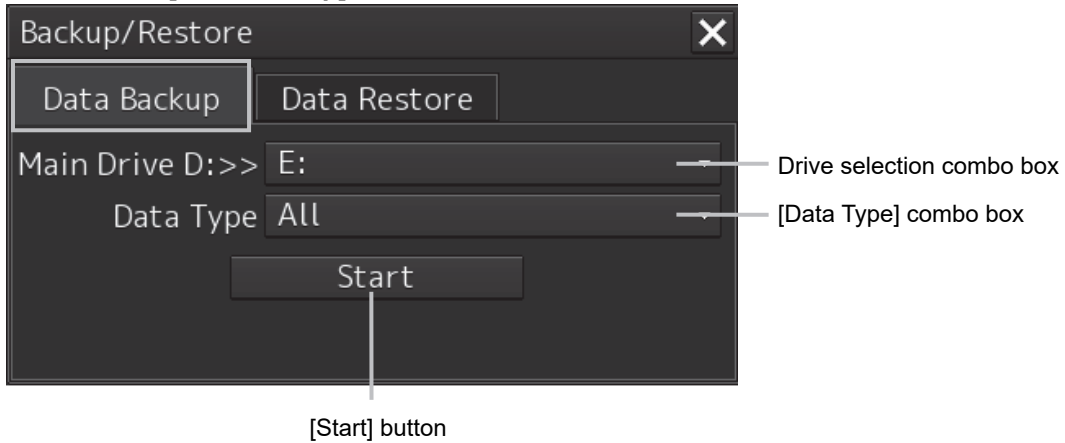 Backup/Restore
Data Backup Data Restore
Main Drive D:>> E: Drive selection combo box
Data Type All [Data Type] combo box
Start
[Start] button